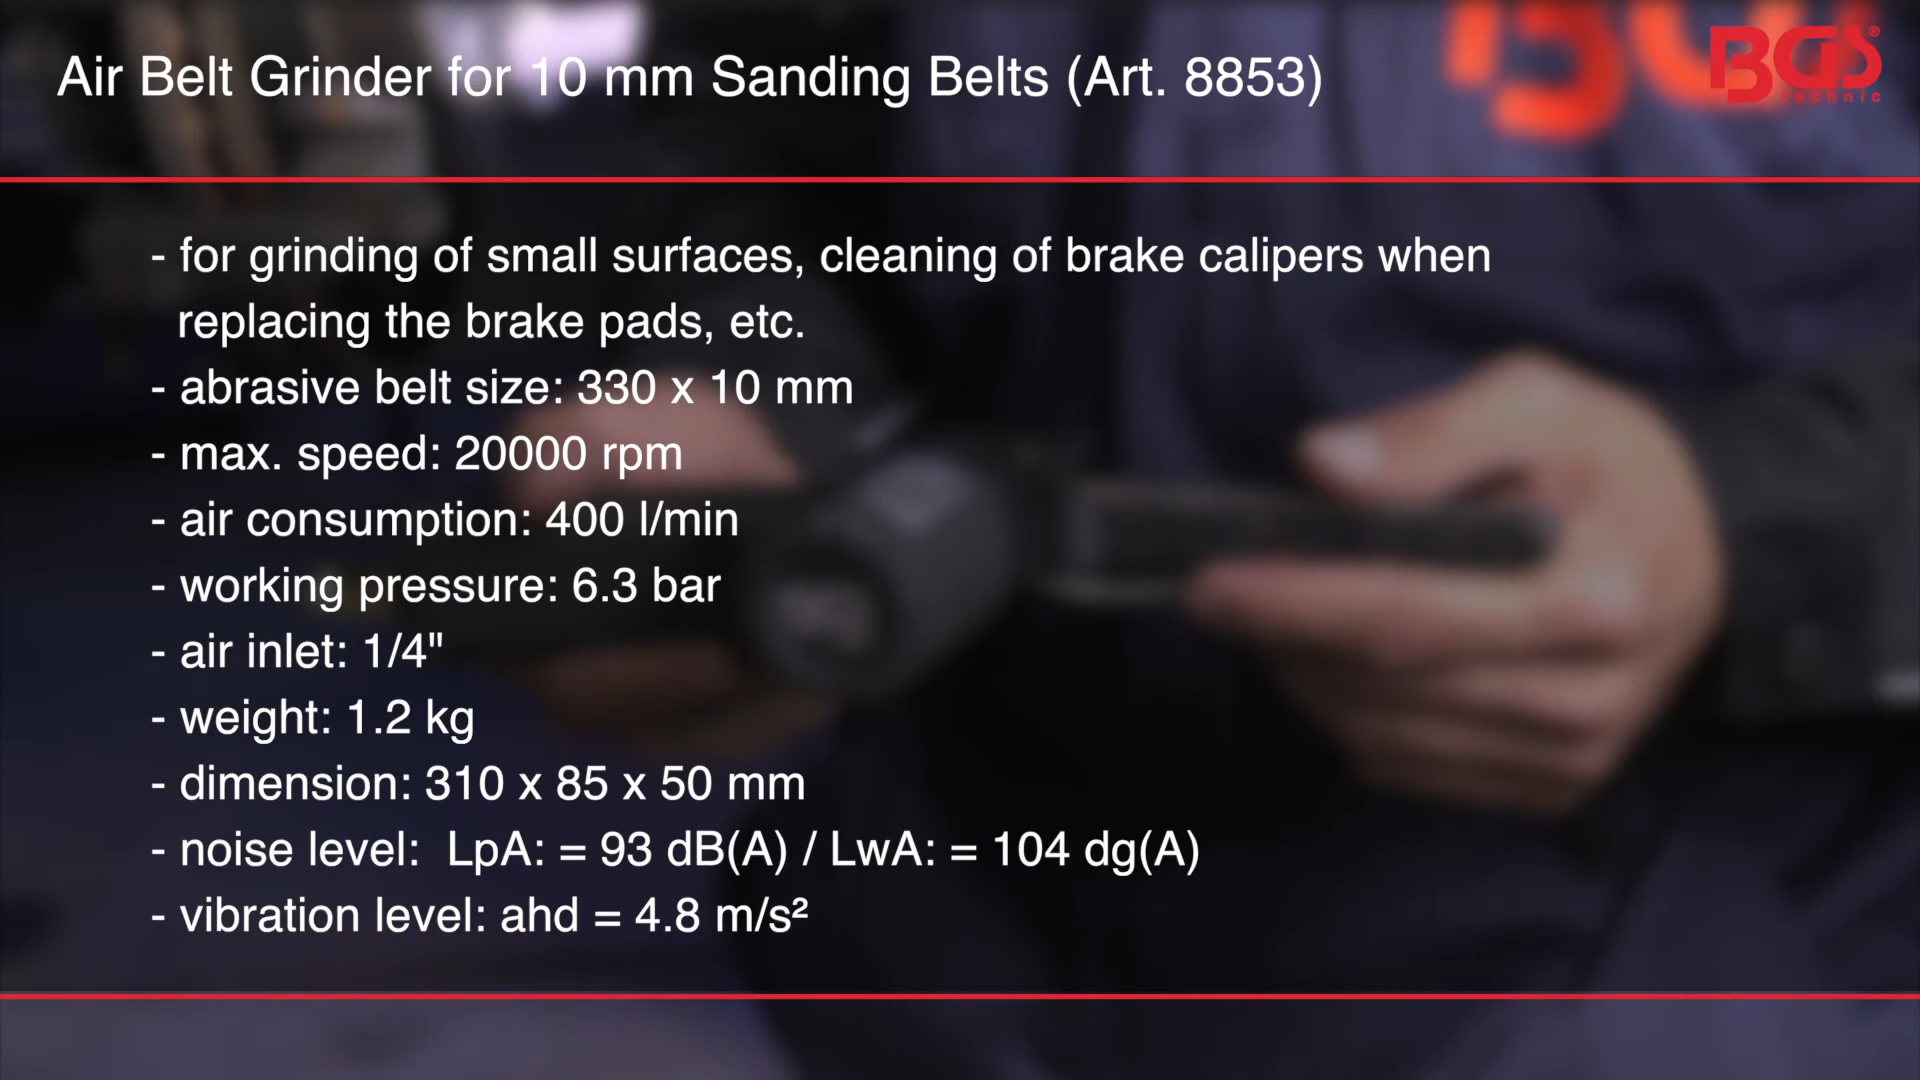 Air Belt Grinder for 10 mm Sanding Belts (Art. 8853)
BGS®
technic
- for grinding of small surfaces, cleaning of brake calipers when
replacing the brake pads, etc.
- abrasive belt size: 330 x 10 mm
- max. speed: 20000 rpm
- air consumption: 400 l/min
- working pressure: 6.3 bar
- air inlet: 1/4"
- weight: 1.2 kg
- dimension: 310 x 85 x 50 mm
- noise level:  LpA: = 93 dB(A) / LwA: = 104 dg(A)
- vibration level: ahd = 4.8 m/s²